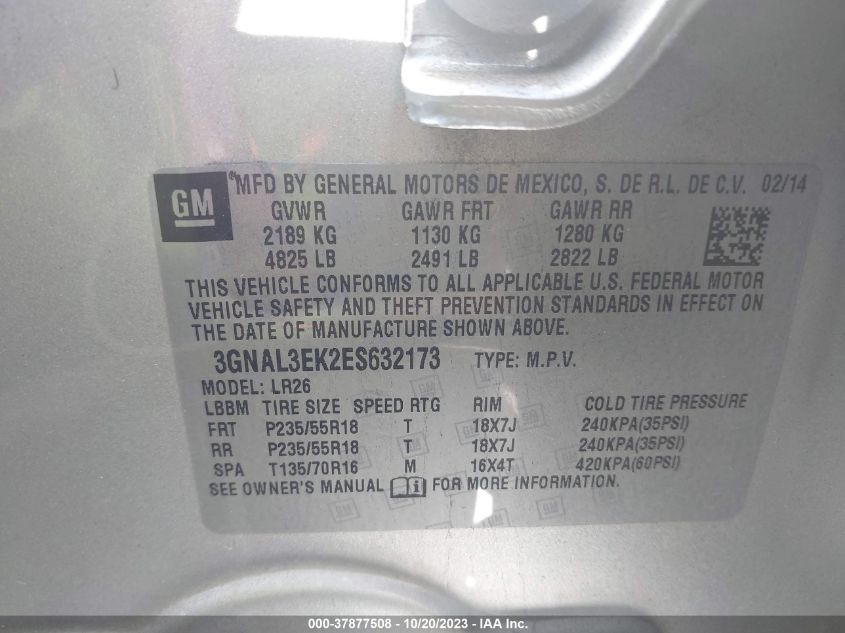 GM
MFD BY GENERAL MOTORS DE MEXICO, S. DE R.L. DE C.V. 02/14
GVWR GAWR FRT GAWR RR
2189 KG 1130 KG 1280 KG
4825 LB 2491 LB 2822 LB
THIS VEHICLE CONFORMS TO ALL APPLICABLE U.S. FEDERAL MOTOR
VEHICLE SAFETY AND THEFT PREVENTION STANDARDS IN EFFECT ON
THE DATE OF MANUFACTURE SHOWN ABOVE.
3GNAL3EK2ES632173 TYPE: M.P.V.
MODEL: LR26
LBBM TIRE SIZE SPEED RTG RIM COLD TIRE PRESSURE
FRT P235/55R18 T 18X7J 240KPA(35PSI)
RR P235/55R18 T 18X7J 240KPA(35PSI)
SPA T135/70R16 M 16X4T 420KPA(60PSI)
SEE OWNER'S MANUAL FOR MORE INFORMATION.
000-37877508 - 10/20/2023 - IAA Inc.